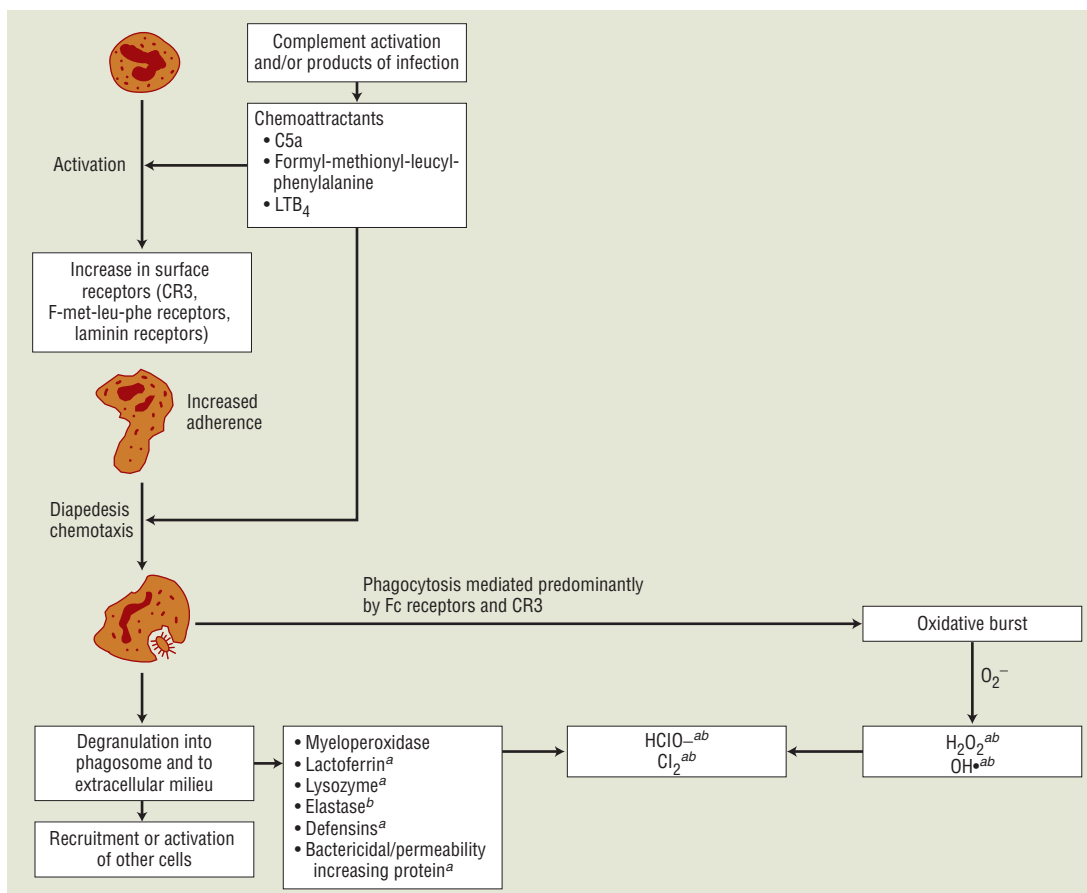 Complement activation
and/or products of infection
Chemoattractants
• C5a
• Formyl-methionyl-leucyl-
phenylalanine
• LTB₄
Activation
Increase in surface
receptors (CR3,
F-met-leu-phe receptors,
laminin receptors)
Increased
adherence
Diapedesis
chemotaxis
Phagocytosis mediated predominantly
by Fc receptors and CR3
Oxidative burst
O₂⁻
Degranulation into
phagosome and to
extracellular milieu
• Myeloperoxidase
• Lactoferrinᵃ
• Lysozymeᵃ
• Elastaseᵇ
• Defensinsᵃ
• Bactericidal/permeability
increasing proteinᵃ
HClO–ᵃᵇ
Cl₂ᵃᵇ
H₂O₂ᵃᵇ
OH•ᵃᵇ
Recruitment or activation
of other cells